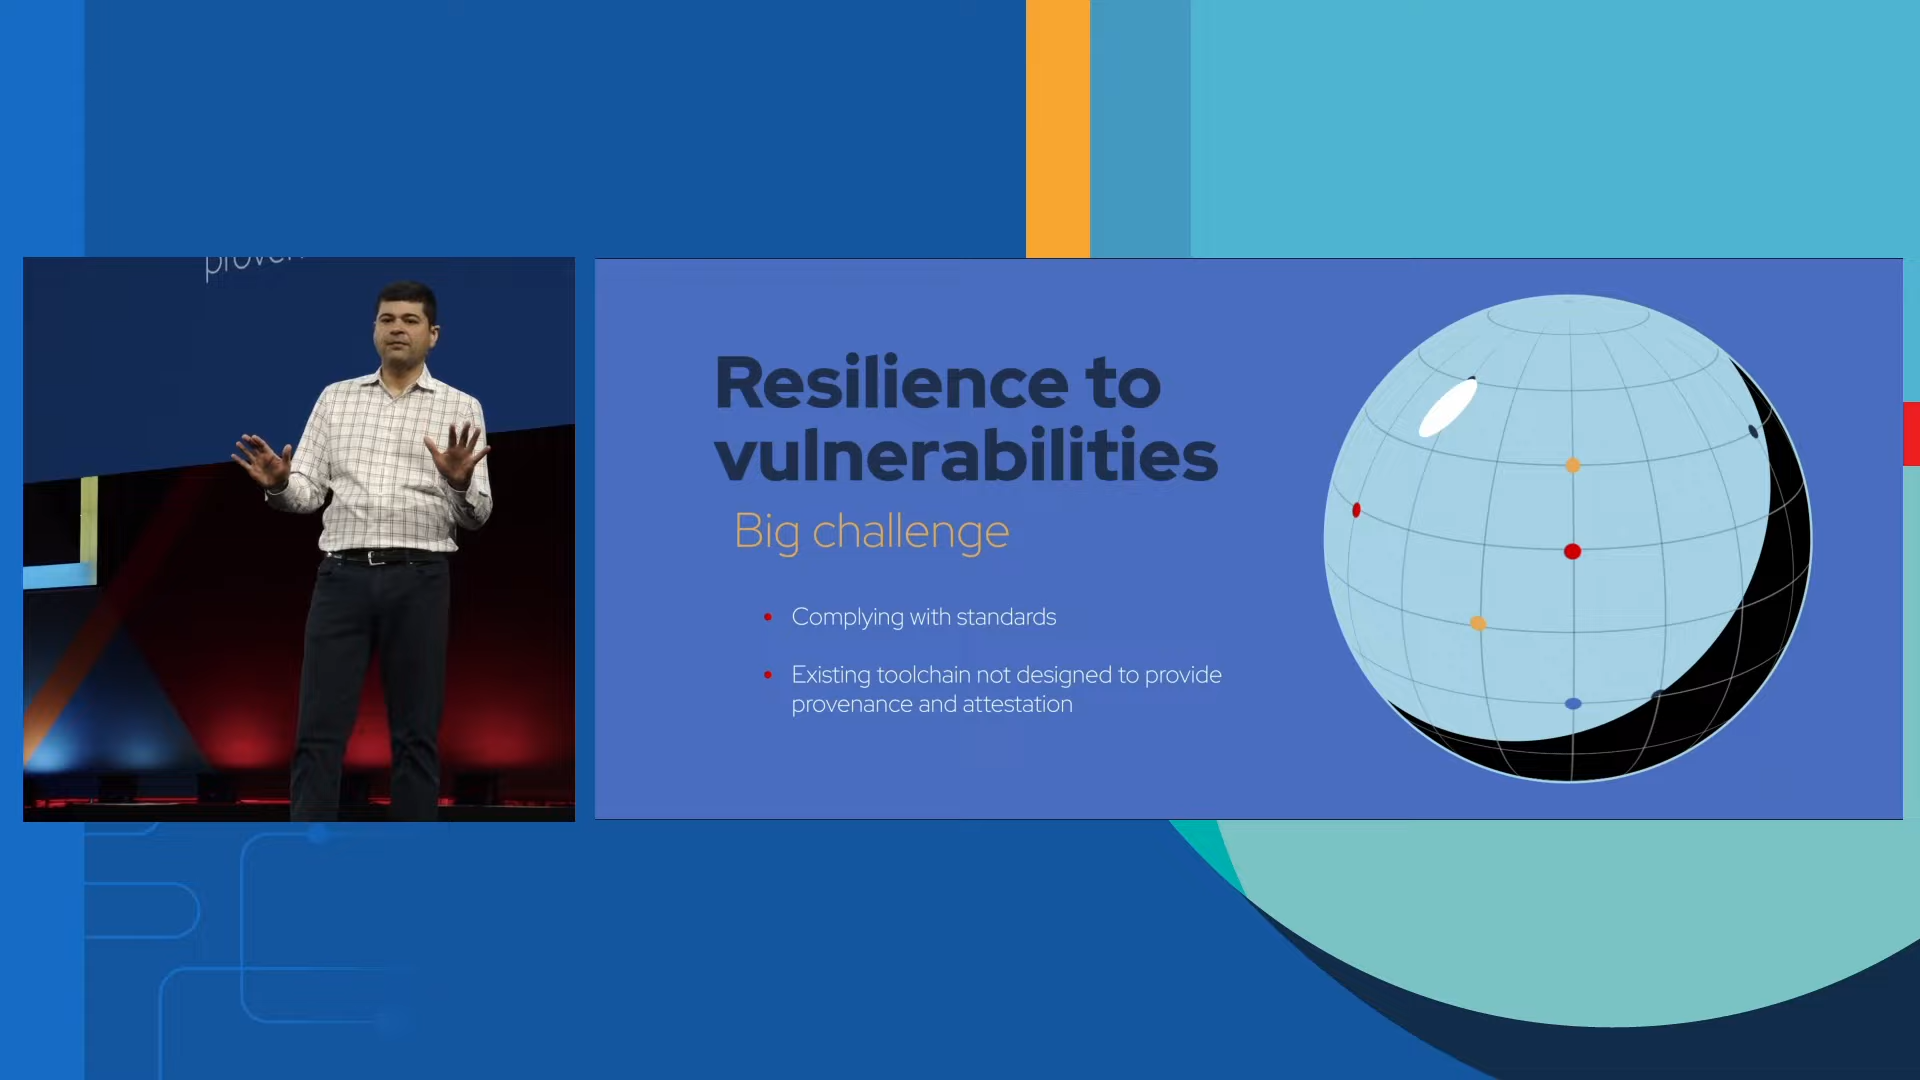 Resilience to
vulnerabilities
Big challenge
Complying with standards
Existing toolchain not designed to provide
provenance and attestation